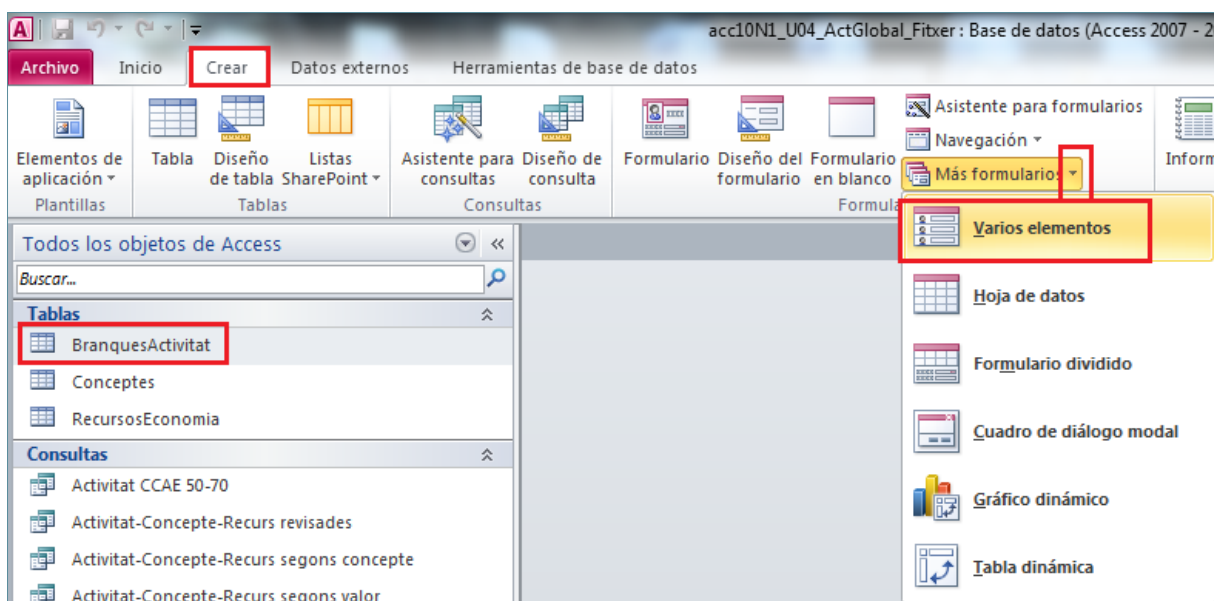 acc10N1_U04_ActGlobal_Fitxer : Base de datos (Access 2007 - 2
Archivo Inicio Crear Datos externos Herramientas de base de datos
Elementos de aplicación
Tabla
Diseño de tabla
Listas SharePoint
Asistente para consultas
Diseño de consulta
Formulario
Diseño del formulario
Formulario en blanco
Asistente para formularios
Navegación
Más formularios
Inform
Plantillas Tablas Consultas Formula
Varios elementos
Hoja de datos
Formulario dividido
Cuadro de diálogo modal
Gráfico dinámico
Tabla dinámica
Todos los objetos de Access
Buscar...
Tablas
BranquesActivitat
Conceptes
RecursosEconomia
Consultas
Activitat CCAE 50-70
Activitat-Concepte-Recurs revisades
Activitat-Concepte-Recurs segons concepte
Activitat-Concepte-Recurs segons valor